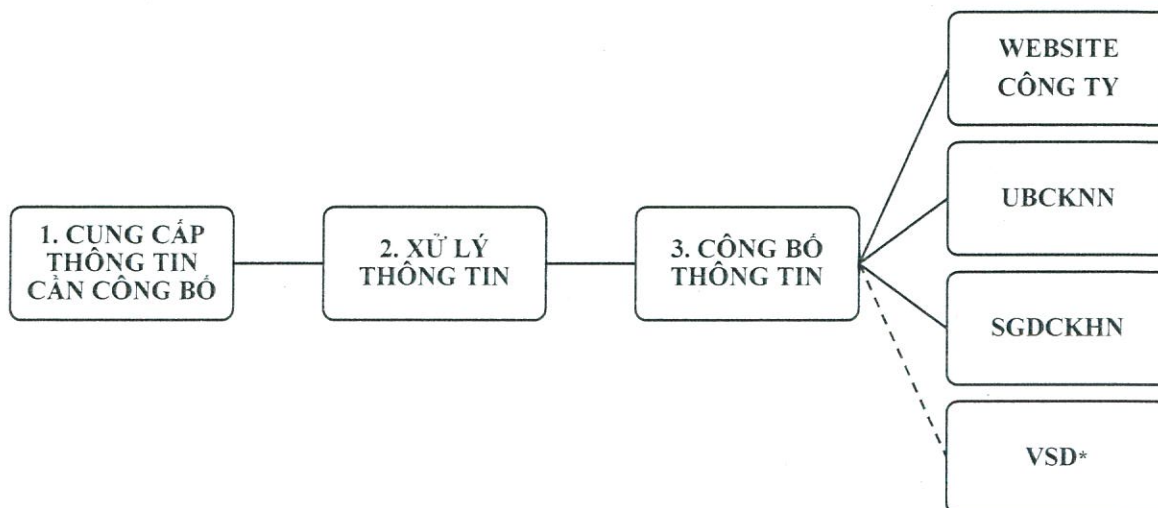 1. CUNG CẤP
THÔNG TIN
CẦN CÔNG BỐ
2. XỬ LÝ
THÔNG TIN
3. CÔNG BỐ
THÔNG TIN
WEBSITE
CÔNG TY
UBCKNN
SGDCKHN
VSD*